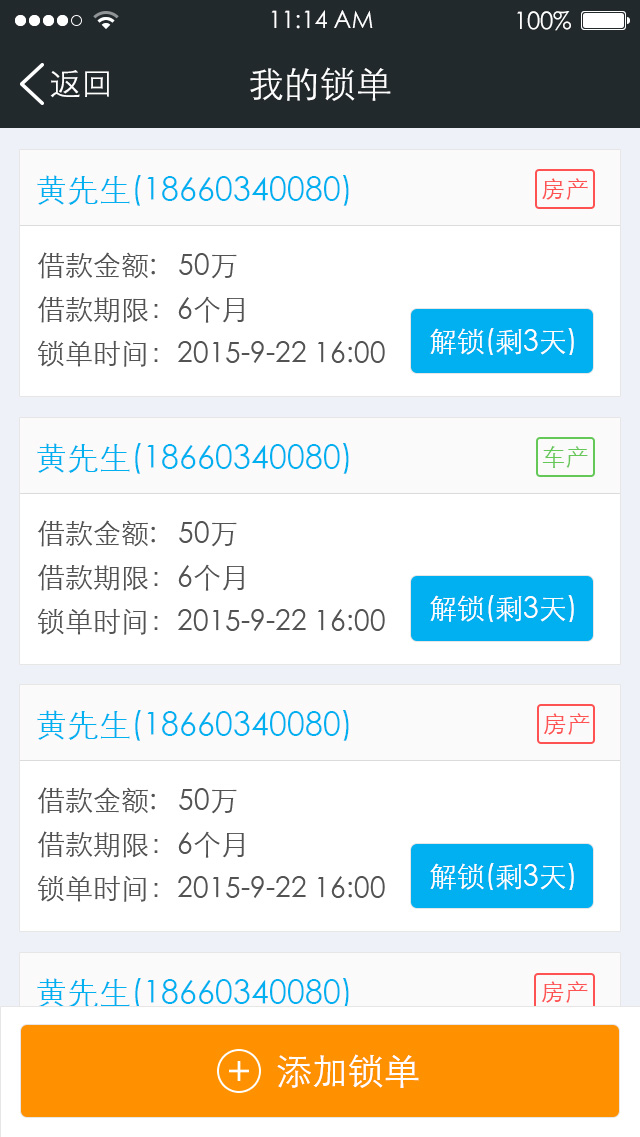 11:14 AM 100%
返回 我的锁单
黄先生(18660340080) 房产
借款金额: 50万
借款期限: 6个月
锁单时间: 2015-9-22 16:00 解锁(剩3天)
黄先生(18660340080) 车产
借款金额: 50万
借款期限: 6个月
锁单时间: 2015-9-22 16:00 解锁(剩3天)
黄先生(18660340080) 房产
借款金额: 50万
借款期限: 6个月
锁单时间: 2015-9-22 16:00 解锁(剩3天)
黄先生(18660340080) 房产
添加锁单